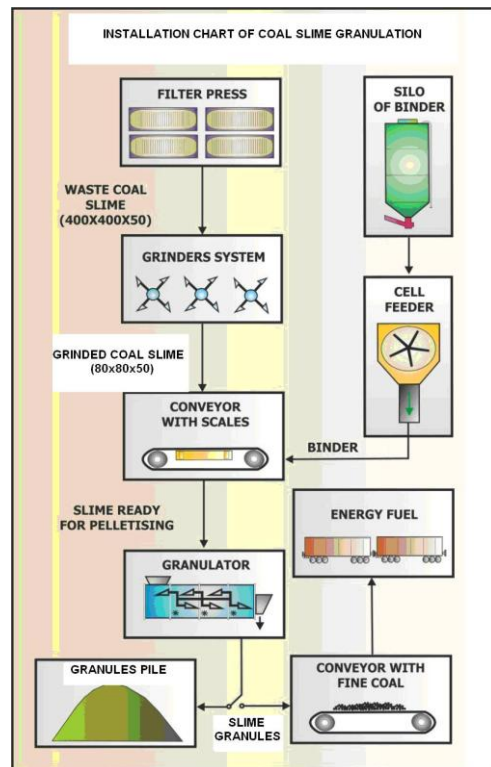 INSTALLATION CHART OF COAL SLIME GRANULATION
FILTER PRESS
SILO
OF BINDER
WASTE COAL
SLIME
(400X400X50)
GRINDERS SYSTEM
CELL
FEEDER
GRINDED COAL SLIME
(80x80x50)
CONVEYOR
WITH SCALES
BINDER
SLIME READY
FOR PELLETISING
ENERGY FUEL
GRANULATOR
GRANULES PILE
CONVEYOR WITH
FINE COAL
SLIME
GRANULES